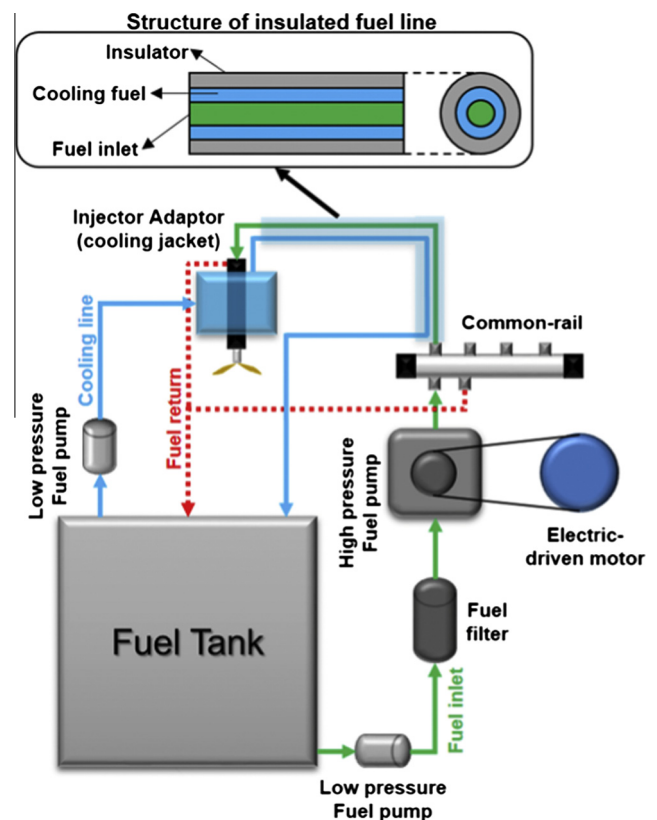 Structure of insulated fuel line
Insulator
Cooling fuel
Fuel inlet
Injector Adaptor
(cooling jacket)
Common-rail
Cooling line
Fuel return
Low pressure
Fuel pump
High pressure
Fuel pump
Electric-
driven motor
Fuel
filter
Fuel Tank
Fuel inlet
Low pressure
Fuel pump